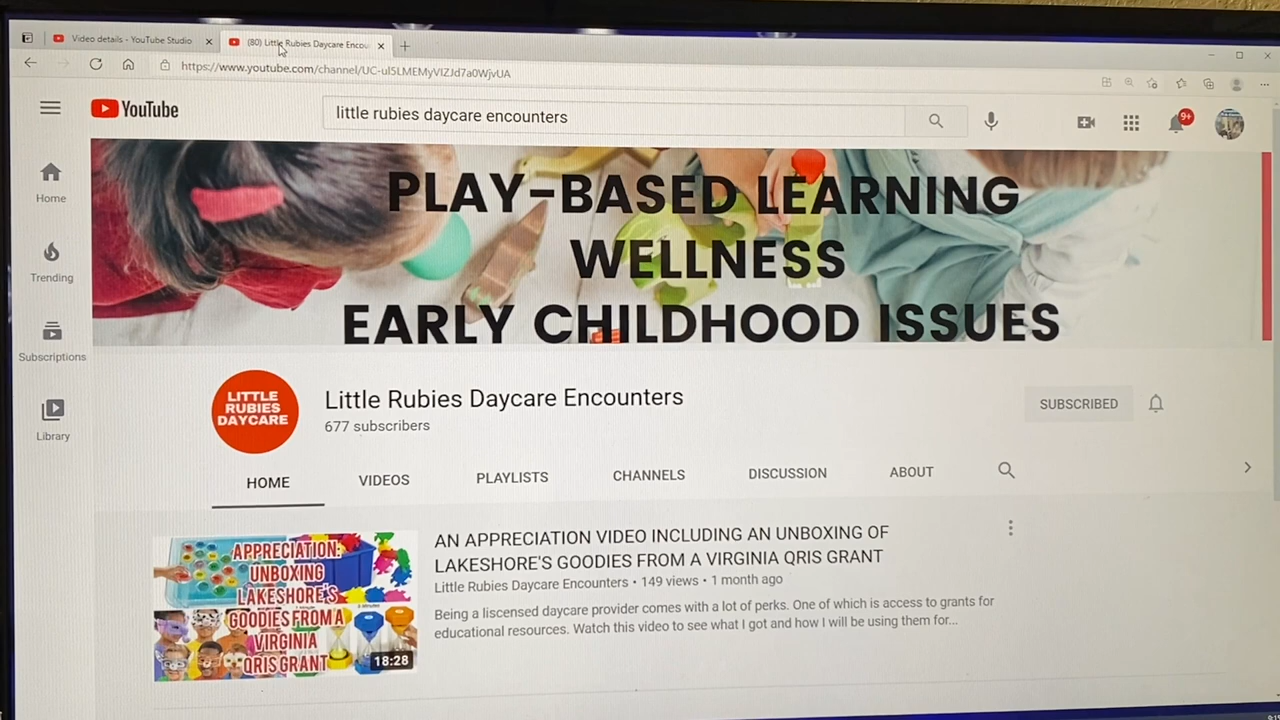 Video details - YouTube Studio
(80) Little Rubies Daycare Encou
https://www.youtube.com/channel/UC-ul5LMEMyVIZJd7a0WjvUA
YouTube
little rubies daycare encounters
9+
Home
Trending
Subscriptions
Library
PLAY-BASED LEARNING
WELLNESS
EARLY CHILDHOOD ISSUES
LITTLE
RUBIES
DAYCARE
Little Rubies Daycare Encounters
677 subscribers
SUBSCRIBED
HOME
VIDEOS
PLAYLISTS
CHANNELS
DISCUSSION
ABOUT
APPRECIATION:
UNBOXING
LAKESHORE'S
GOODIES FROM A
VIRGINIA
QRIS GRANT
18:28
AN APPRECIATION VIDEO INCLUDING AN UNBOXING OF
LAKESHORE'S GOODIES FROM A VIRGINIA QRIS GRANT
Little Rubies Daycare Encounters • 149 views • 1 month ago
Being a liscensed daycare provider comes with a lot of perks. One of which is access to grants for
educational resources. Watch this video to see what I got and how I will be using them for...